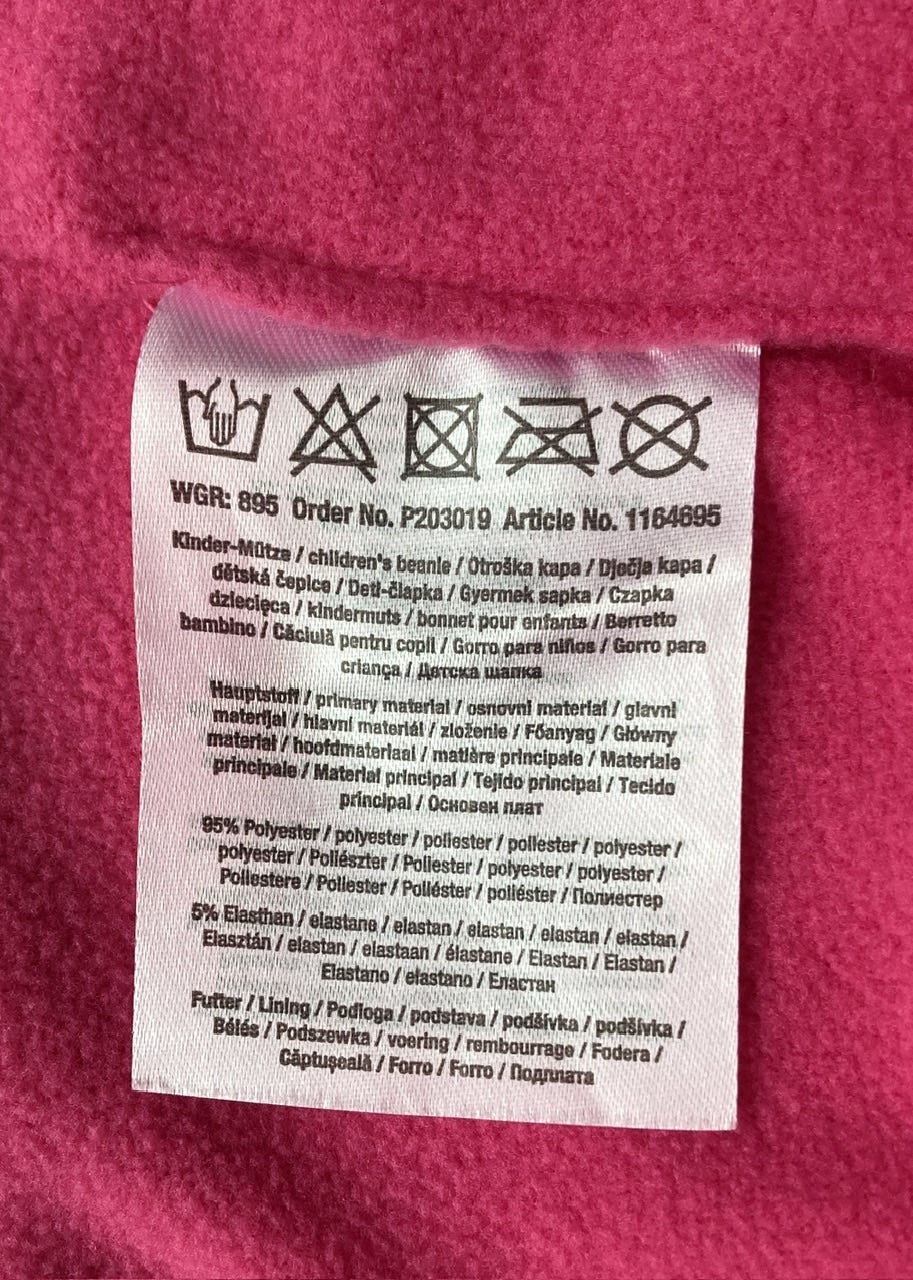 WGR: 895 Order No. P203019 Article No. 1164695
Kinder-Mütze / children's beanie / Otroška kapa / Dječja kapa /
dětská čepice / Deti-čiapka / Gyermek sapka / Czapka
dziecięca / kindermuts / bonnet pour enfants / Berretto
bambino / Căciulă pentru copii / Gorro para niños / Gorro para
criança / Детска шапка
Hauptstoff / primary material / osnovni material / glavni
materijal / hlavní materiál / zloženie / Főanyag / Główny
materiał / hoofdmateriaal / matière principale / Materiale
principale / Material principal / Tejido principal / Tecido
principal / Основен плат
95% Polyester / polyester / poliester / poliester / polyester /
polyester / Poliészter / Poliester / polyester / polyester /
Poliestere / Poliester / Poliéster / poliéster / Полиестер
5% Elasthan / elastane / elastan / elastan / elastan / elastan /
Elasztán / elastan / elastaan / élastane / Elastan / Elastan /
Elastano / elastano / Еластан
Futter / Lining / Podloga / podstava / podšívka / podšívka /
Bélés / Podszewka / voering / rembourrage / Fodera /
Căptușeală / Forro / Forro / Подплата